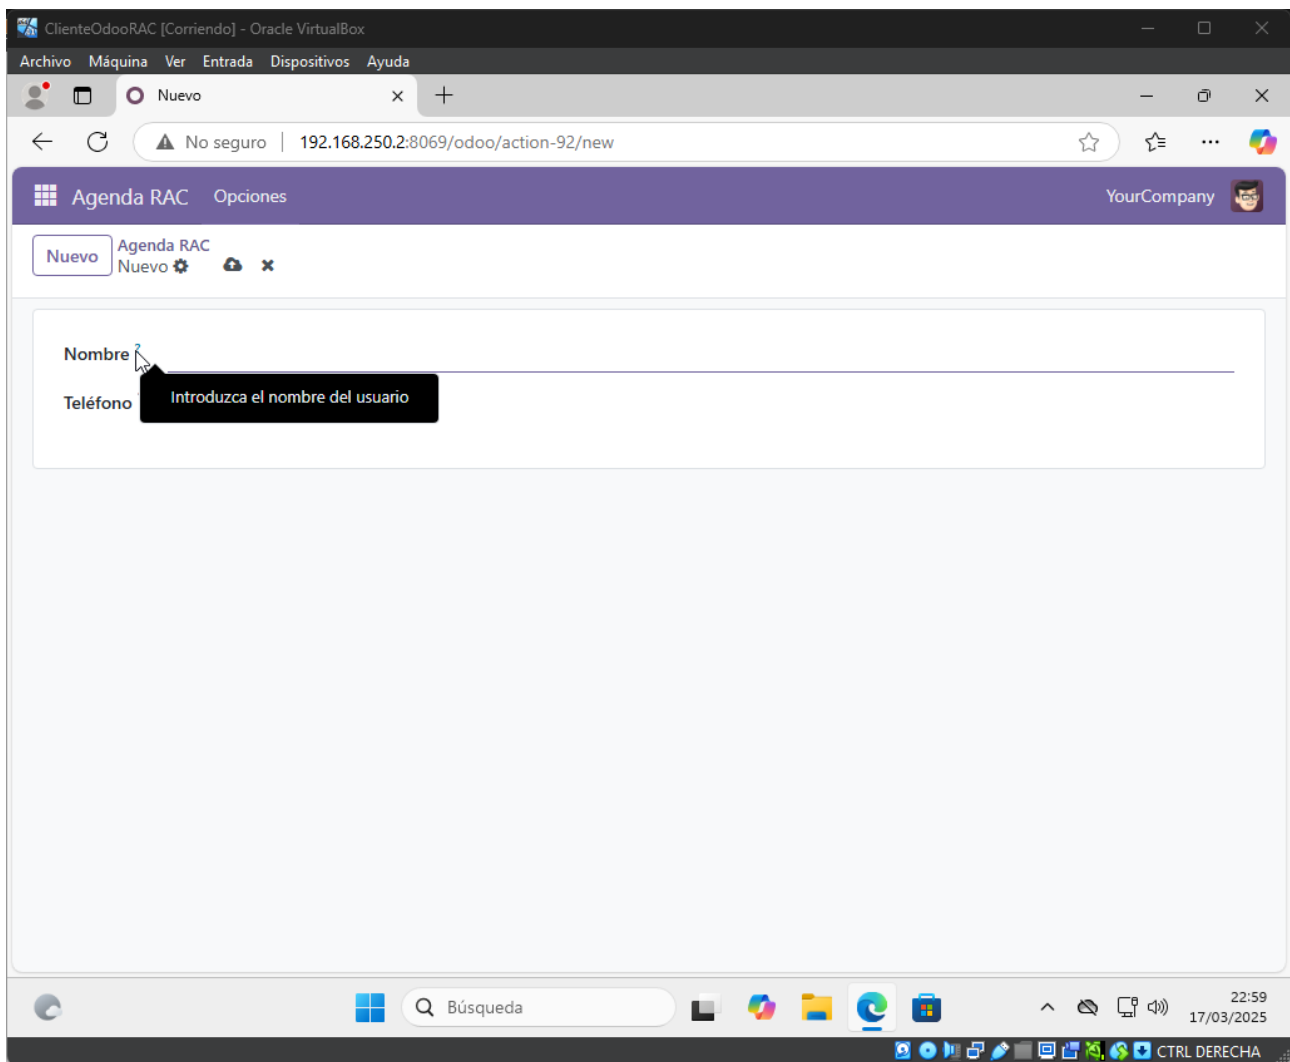 ClienteOdooRAC [Corriendo] - Oracle VirtualBox
Archivo Máquina Ver Entrada Dispositivos Ayuda
Nuevo
No seguro 192.168.250.2:8069/odoo/action-92/new
Agenda RAC Opciones YourCompany
Nuevo
Agenda RAC
Nuevo
Nombre ?
Introduzca el nombre del usuario
Teléfono
Búsqueda
22:59
17/03/2025
CTRL DERECHA